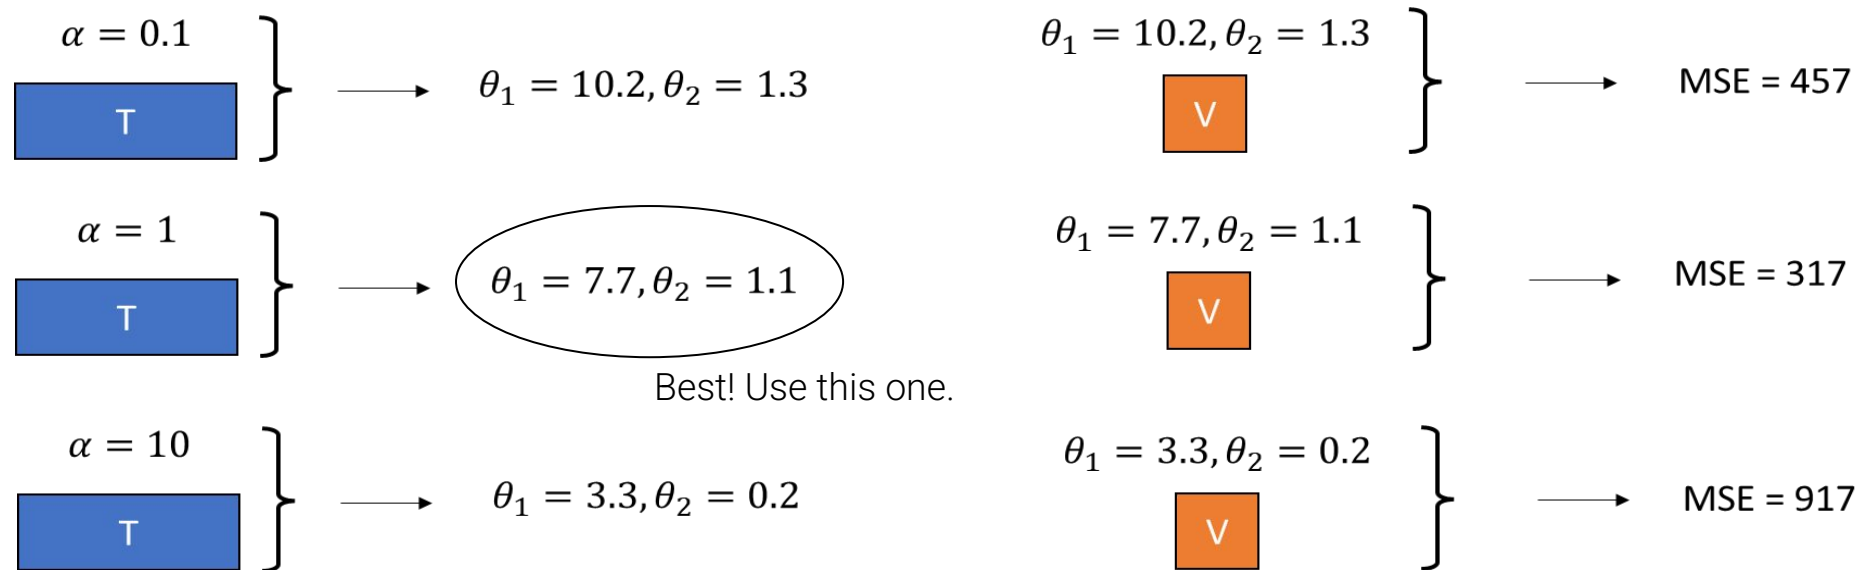 α = 0.1
T
θ₁ = 10.2, θ₂ = 1.3
θ₁ = 10.2, θ₂ = 1.3
V
MSE = 457
α = 1
T
θ₁ = 7.7, θ₂ = 1.1
Best! Use this one.
θ₁ = 7.7, θ₂ = 1.1
V
MSE = 317
α = 10
T
θ₁ = 3.3, θ₂ = 0.2
θ₁ = 3.3, θ₂ = 0.2
V
MSE = 917